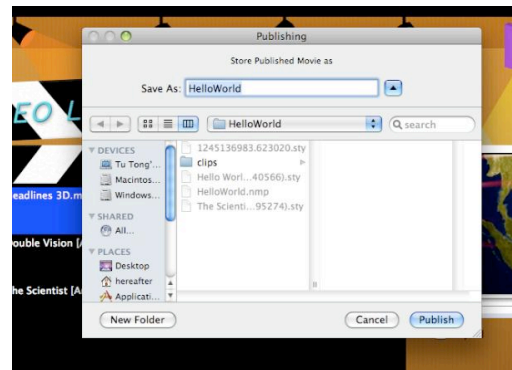 Publishing
Store Published Movie as
Save As: HelloWorld
EO L
HelloWorld
search
DEVICES
Tu Tong'...
Macintos...
Windows...
SHARED
All...
PLACES
Desktop
hereafter
Applicati...
1245136983.623020.sty
clips
Hello Worl...40566).sty
HelloWorld.nmp
The Scienti...95274).sty
eadlines 3D.m
ouble Vision [A
he Scientist [A
New Folder
Cancel
Publish